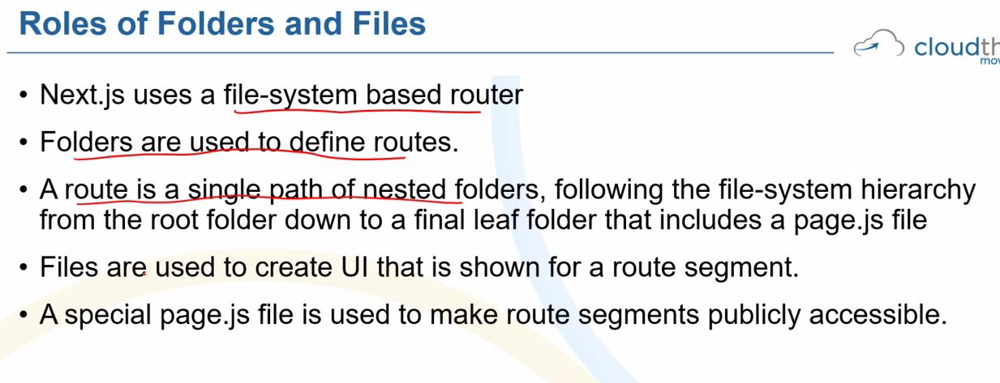 Roles of Folders and Files
cloudth
mov
• Next.js uses a file-system based router
• Folders are used to define routes.
• A route is a single path of nested folders, following the file-system hierarchy
from the root folder down to a final leaf folder that includes a page.js file
• Files are used to create UI that is shown for a route segment.
• A special page.js file is used to make route segments publicly accessible.